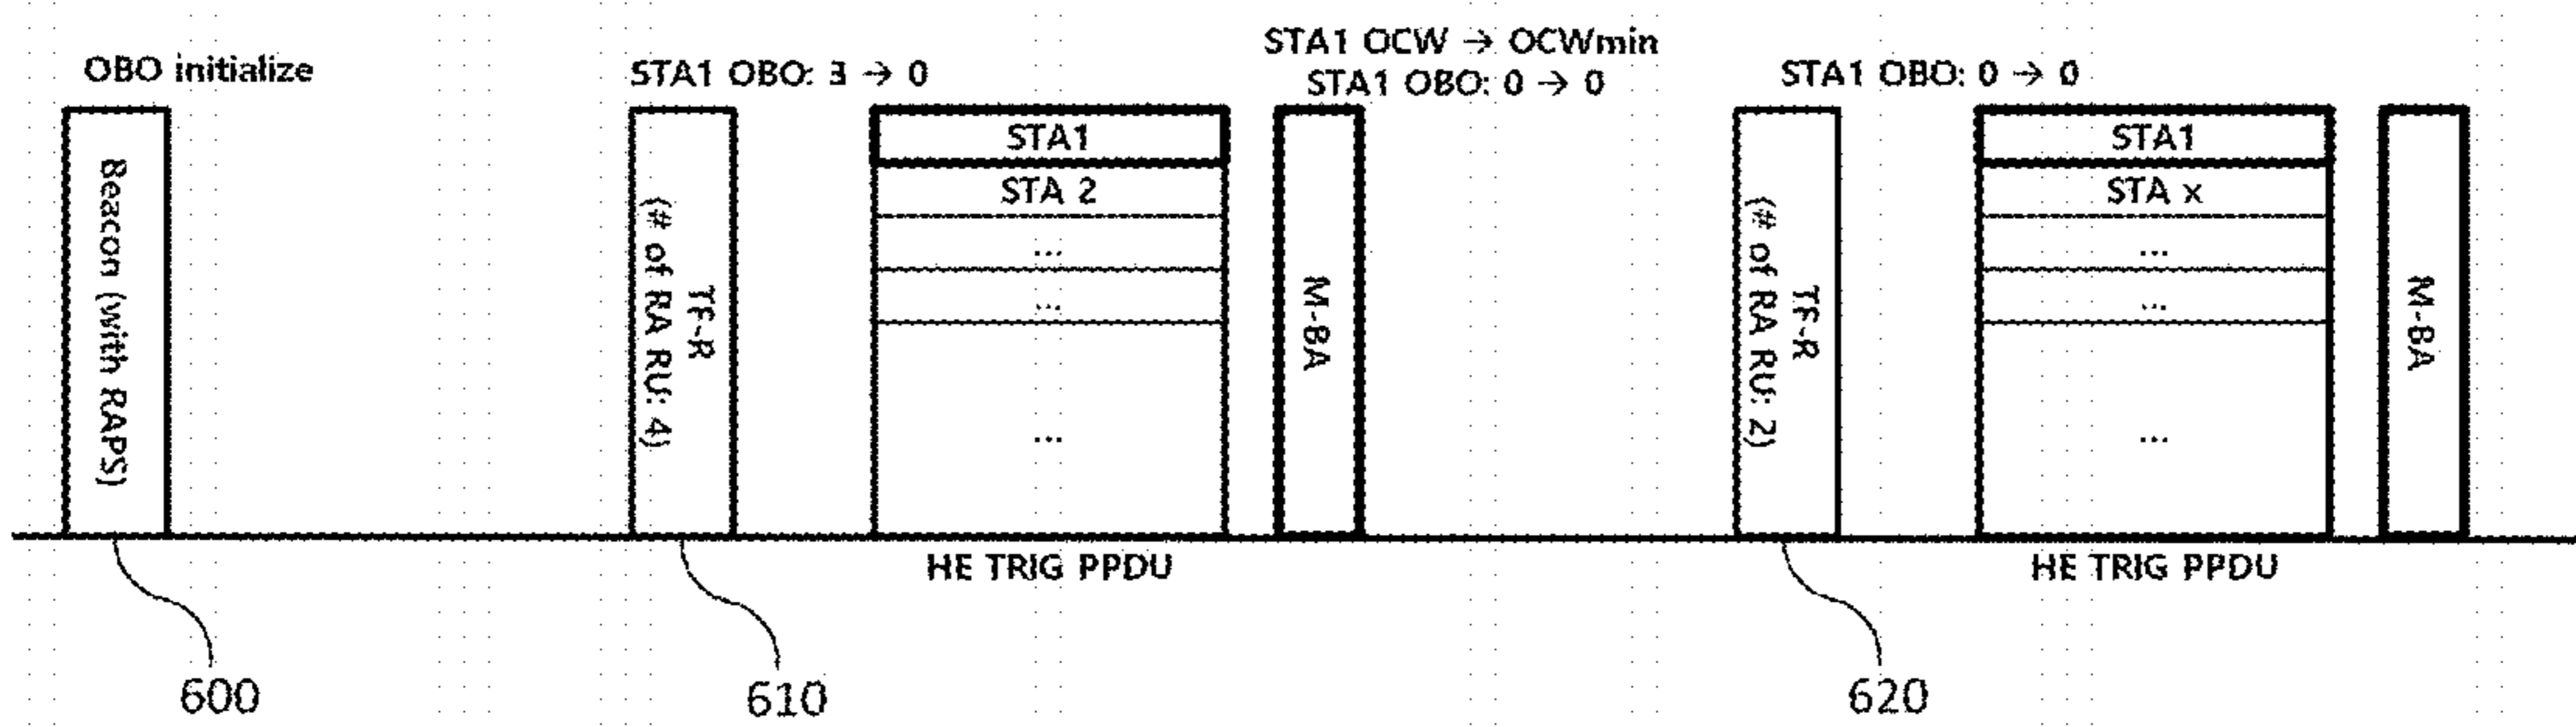 OBO initialize
Beacon (with RAPS)
600
STA1 OBO: 3 → 0
TF-R
(# of RA RU: 4)
610
STA1
STA 2
...
...
...
HE TRIG PPDU
STA1 OCW → OCWmin
STA1 OBO: 0 → 0
M-BA
STA1 OBO: 0 → 0
TF-R
(# of RA RU: 2)
620
STA1
STA x
...
...
...
HE TRIG PPDU
M-BA